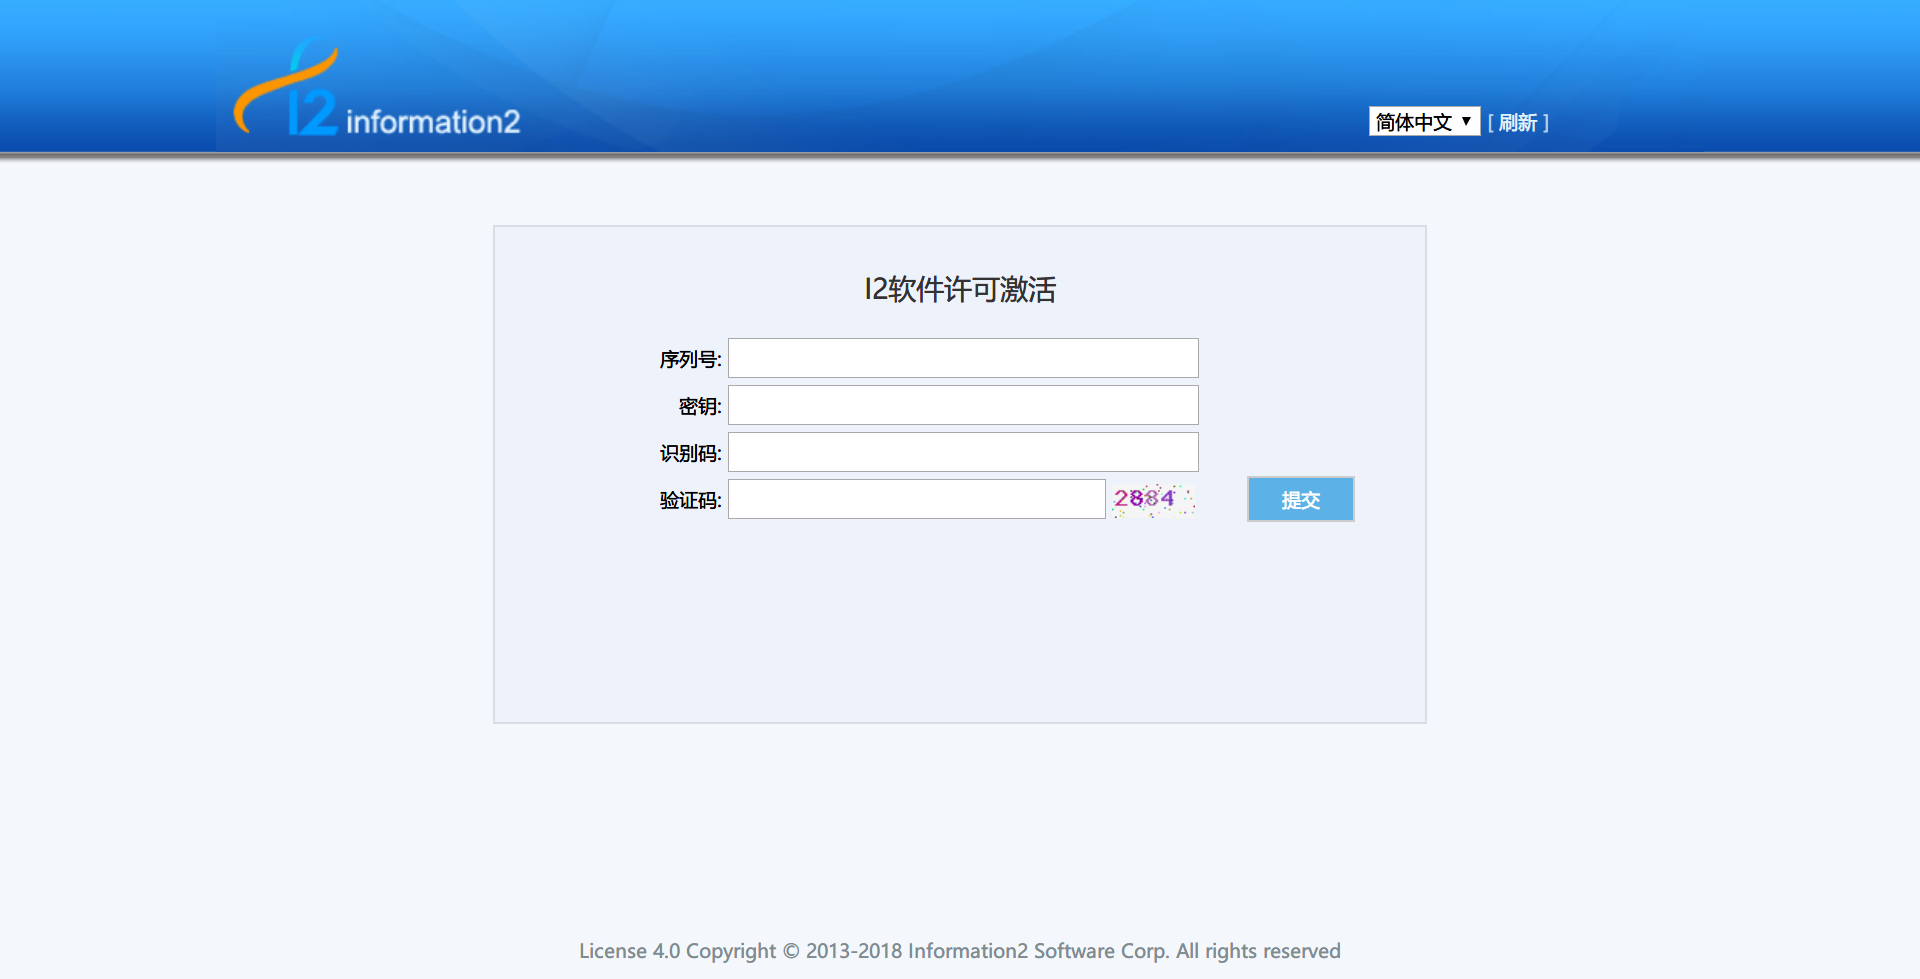 I2 information2
简体中文 ▼ [ 刷新 ]
I2软件许可激活
序列号:
密钥:
识别码:
验证码: 2884 提交
License 4.0 Copyright © 2013-2018 Information2 Software Corp. All rights reserved